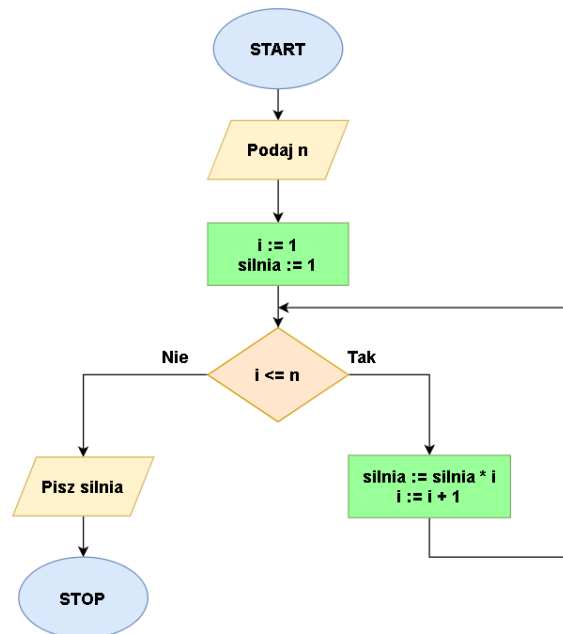 START
Podaj n
i := 1
silnia := 1
i <= n
Nie
Tak
silnia := silnia * i
i := i + 1
Pisz silnia
STOP